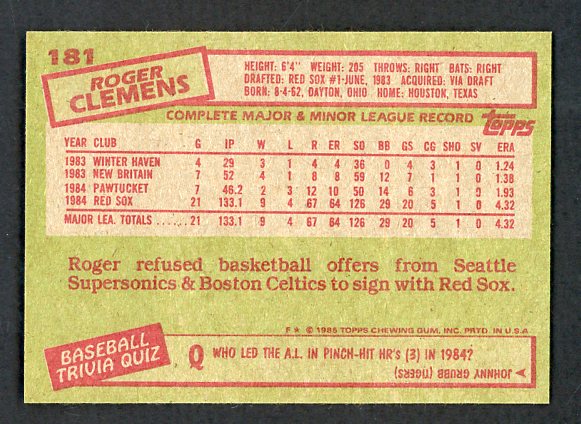 181
ROGER
CLEMENS
HEIGHT: 6'4" WEIGHT: 205 THROWS: RIGHT BATS: RIGHT
DRAFTED: RED SOX #1-JUNE, 1983 ACQUIRED: VIA DRAFT
BORN: 8-4-62, DAYTON, OHIO HOME: HOUSTON, TEXAS
COMPLETE MAJOR & MINOR LEAGUE RECORD topps
YEAR CLUB G IP W L R ER SO BB GS CG SHO SV ERA
1983 WINTER HAVEN 4 29 3 1 4 4 36 0 4 3 1 0 1.24
1983 NEW BRITAIN 7 52 4 1 8 8 59 12 7 1 1 0 1.38
1984 PAWTUCKET 7 46.2 2 3 12 10 50 14 6 3 1 0 1.93
1984 RED SOX 21 133.1 9 4 67 64 126 29 20 5 1 0 4.32
MAJOR LEA. TOTALS ...... 21 133.1 9 4 67 64 126 29 20 5 1 0 4.32
Roger refused basketball offers from Seattle
Supersonics & Boston Celtics to sign with Red Sox.
F★ © 1985 TOPPS CHEWING GUM, INC. PRTD. IN U.S.A.
BASEBALL
TRIVIA QUIZ
Q WHO LED THE A.L. IN PINCH-HIT HR's (3) IN 1984?
A JOHNNY GRUBB (TIGERS)